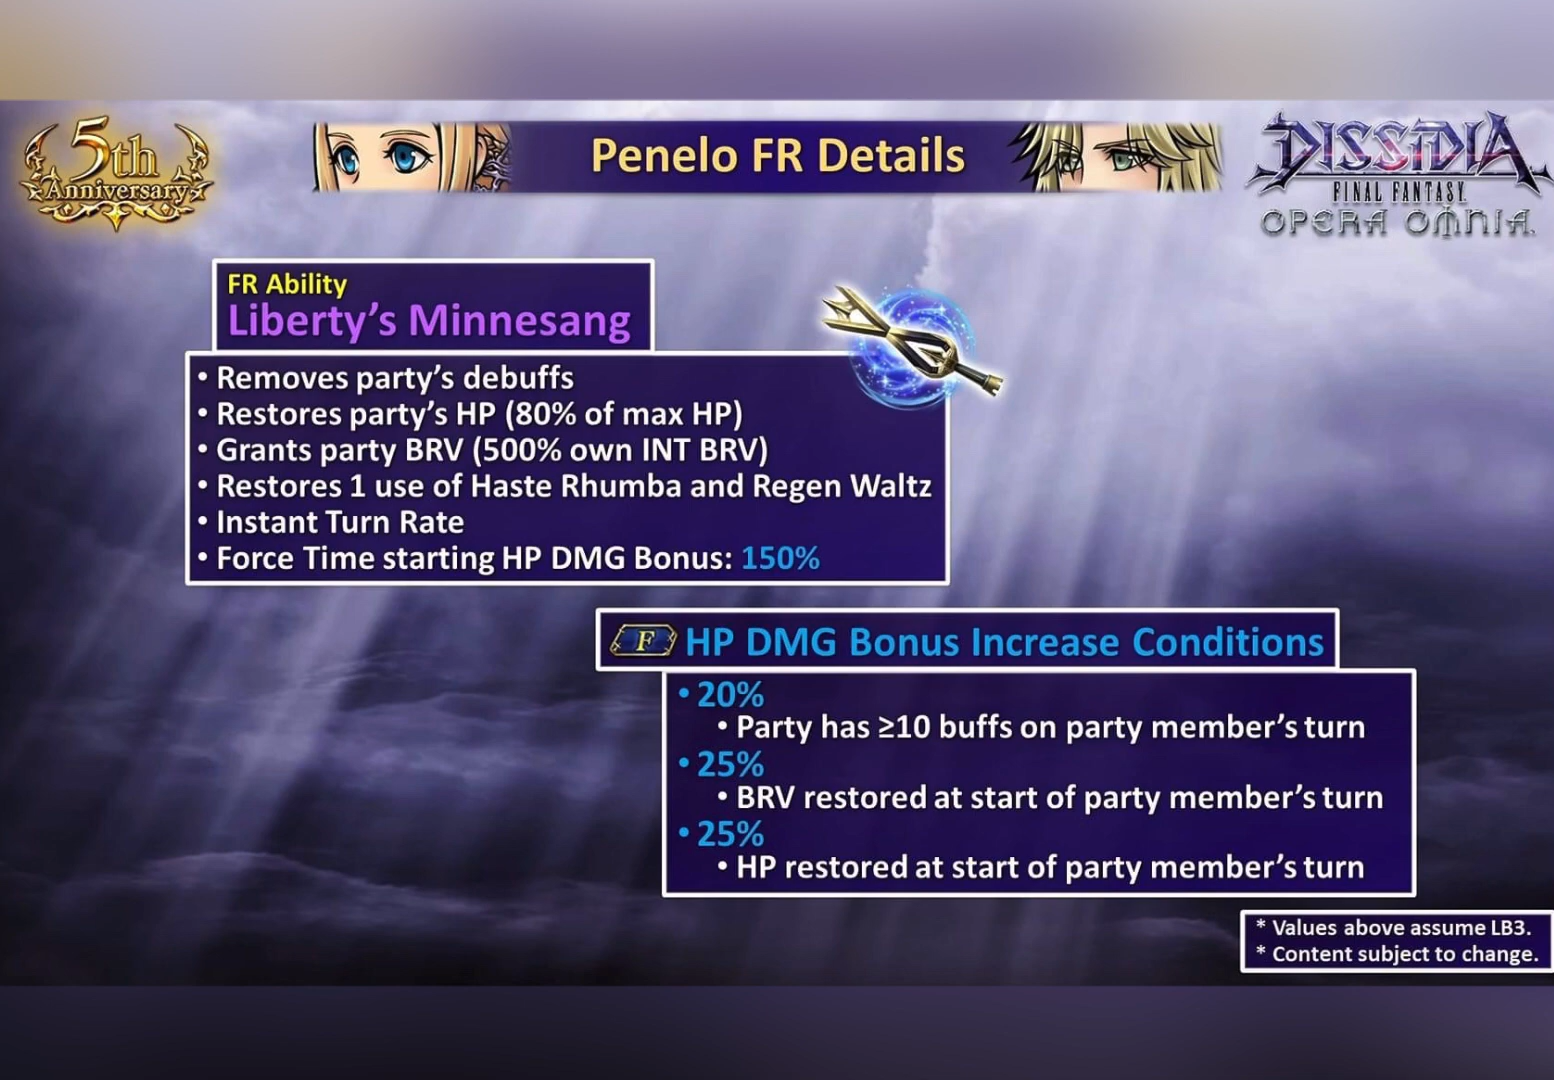 5th
Anniversary
Penelo FR Details
DISSIDIA
FINAL FANTASY
OPERA OMNIA
FR Ability
Liberty's Minnesang
• Removes party's debuffs
• Restores party's HP (80% of max HP)
• Grants party BRV (500% own INT BRV)
• Restores 1 use of Haste Rhumba and Regen Waltz
• Instant Turn Rate
• Force Time starting HP DMG Bonus: 150%
F HP DMG Bonus Increase Conditions
• 20%
• Party has ≥10 buffs on party member's turn
• 25%
• BRV restored at start of party member's turn
• 25%
• HP restored at start of party member's turn
* Values above assume LB3.
* Content subject to change.